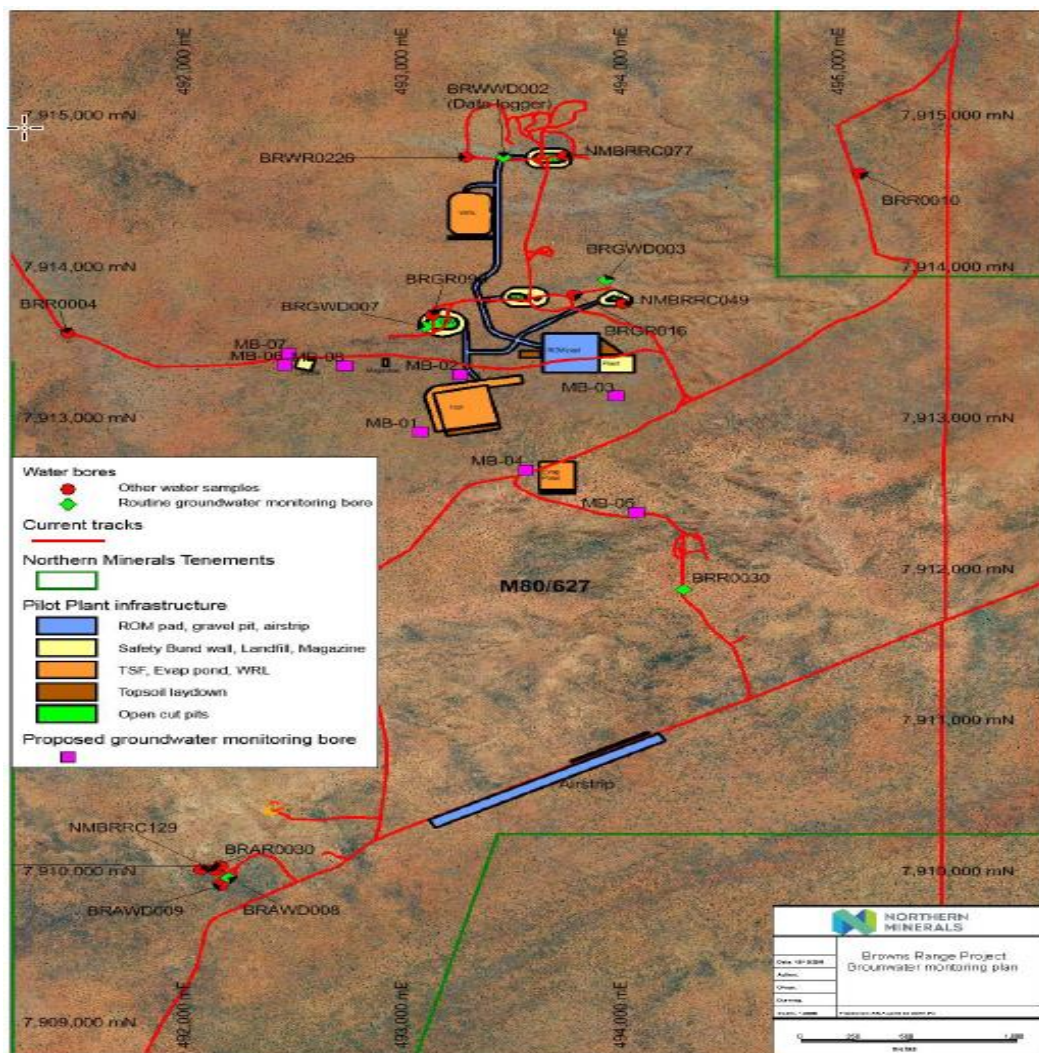 492,000 mE
493,000 mE
494,000 mE
495,000 mE
BRWWD002
(Data logger)
7,915,000 mN
7,915,000 mN
BRWR0226
NMBRRC077
BRR0010
7,914,000 mN
BRGWD003
7,914,000 mN
BRR0004
BRGWD007
NMBRRC049
BRGR016
MB-07
MB-06
MB-08
MB-02
ROM pad
Plant
MB-03
TSF
7,913,000 mN
MB-01
7,913,000 mN
MB-04
MB-05
Water bores
Other water samples
Routine groundwater monitoring bore
Current tracks
Northern Minerals Tenements
Pilot Plant infrastructure
ROM pad, gravel pit, airstrip
Safety Bund wall, Landfill, Magazine
TSF, Evap pond, WRL
Topsoil laydown
Open cut pits
Proposed groundwater monitoring bore
7,912,000 mN
BRR0030
M80/627
7,911,000 mN
Airstrip
NMBRRC129
BRAR0030
7,910,000 mN
7,910,000 mN
BRAWD009
BRAWD008
NORTHERN
MINERALS
Browns Range Project
Grounwater montoring plan
7,909,000 mN
492,000 mE
493,000 mE
494,000 mE